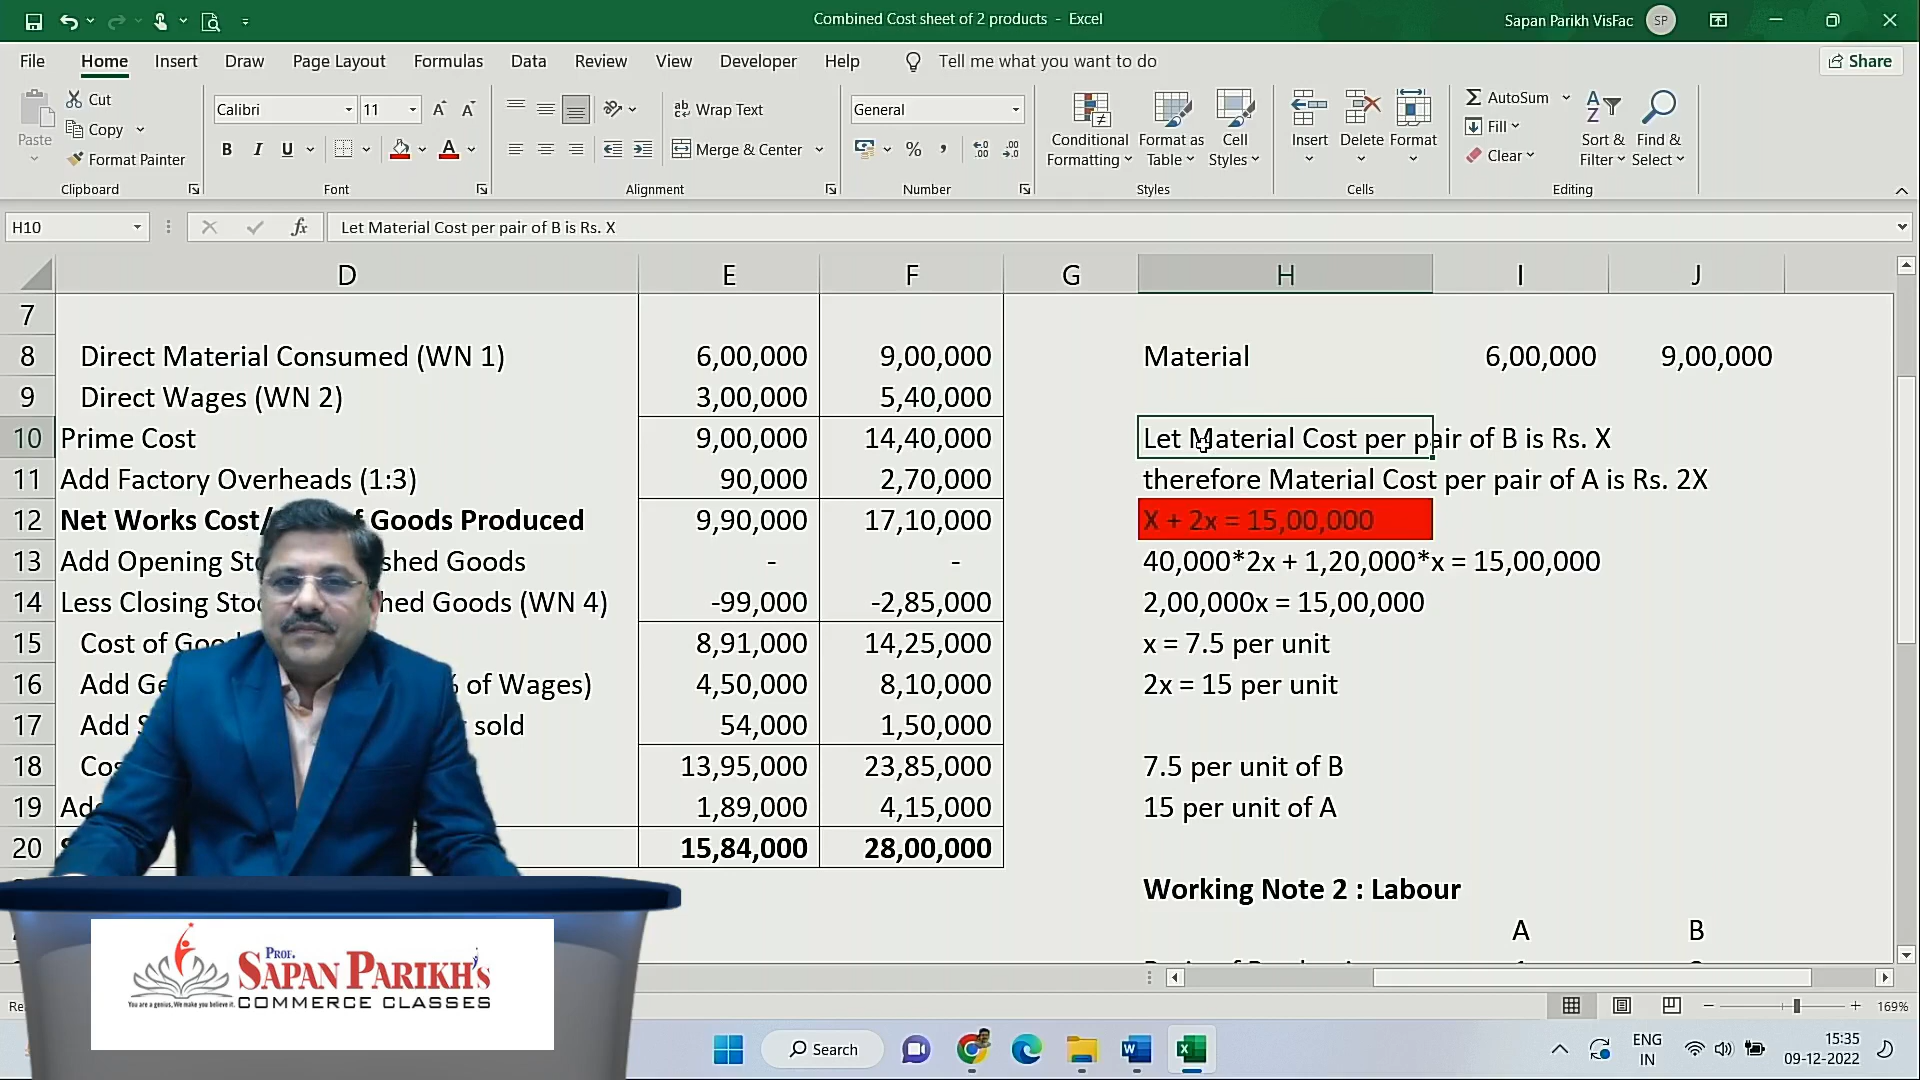 Combined Cost sheet of 2 products - Excel
Sapan Parikh VisFac
SP
File Home Insert Draw Page Layout Formulas Data Review View Developer Help Tell me what you want to do
Share
Paste
Cut
Copy
Format Painter
Clipboard
Calibri 11
B I U
Font
Wrap Text
Merge & Center
Alignment
General
Number
Conditional Formatting
Format as Table
Cell Styles
Styles
Insert Delete Format
Cells
AutoSum
Fill
Clear
Sort & Filter
Find & Select
Editing
H10
fx
Let Material Cost per pair of B is Rs. X
D E F G H I J
7
8 Direct Material Consumed (WN 1) 6,00,000 9,00,000 Material 6,00,000 9,00,000
9 Direct Wages (WN 2) 3,00,000 5,40,000
10 Prime Cost 9,00,000 14,40,000 Let Material Cost per pair of B is Rs. X
11 Add Factory Overheads (1:3) 90,000 2,70,000 therefore Material Cost per pair of A is Rs. 2X
12 Net Works Cost/ Goods Produced 9,90,000 17,10,000 X + 2x = 15,00,000
13 Add Opening Goods - - 40,000*2x + 1,20,000*x = 15,00,000
14 Less Closing Goods (WN 4) -99,000 -2,85,000 2,00,000x = 15,00,000
15 Cost of 8,91,000 14,25,000 x = 7.5 per unit
16 Add of Wages) 4,50,000 8,10,000 2x = 15 per unit
17 Add sold 54,000 1,50,000
18 13,95,000 23,85,000 7.5 per unit of B
19 1,89,000 4,15,000 15 per unit of A
20 15,84,000 28,00,000
Working Note 2 : Labour
A B
PROF.
SAPAN PARIKH'S
COMMERCE CLASSES
You are a genius, We make you believe it.
169%
Search
ENG
IN
15:35
09-12-2022